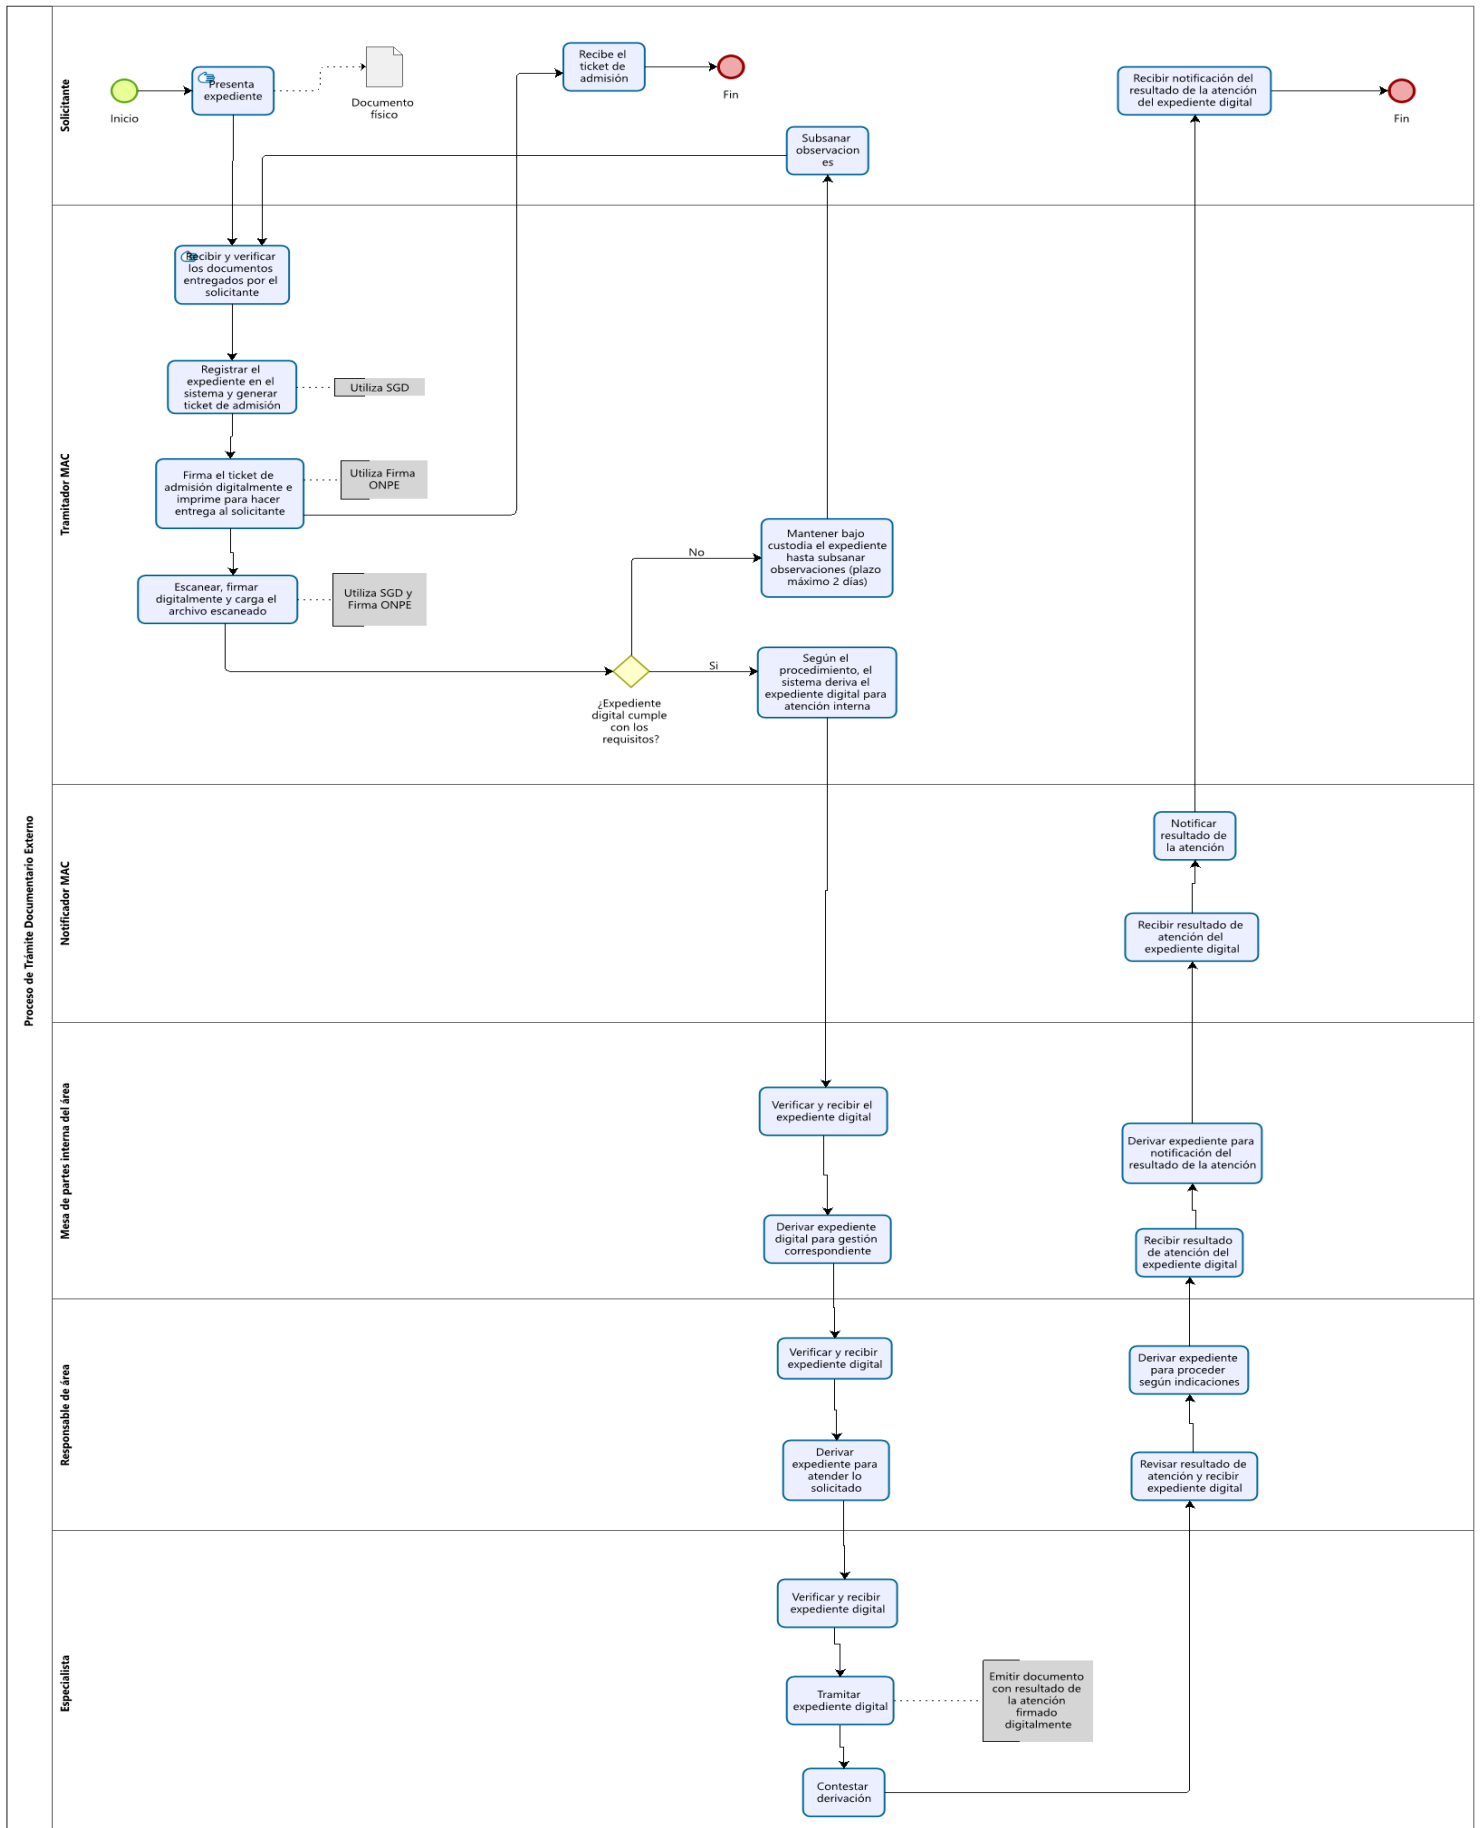 Proceso de Trámite Documentario Externo
Solicitante
Inicio
Presenta
expediente
Documento
físico
Recibe el
ticket de
admisión
Fin
Subsanar
observacion
es
Recibir notificación del
resultado de la atención
del expediente digital
Fin
Tramitador MAC
Recibir y verificar
los documentos
entregados por el
solicitante
Registrar el
expediente en el
sistema y generar
ticket de admisión
Utiliza SGD
Firma el ticket de
admisión digitalmente e
imprime para hacer
entrega al solicitante
Utiliza Firma
ONPE
Escanear, firmar
digitalmente y carga el
archivo escaneado
Utiliza SGD y
Firma ONPE
¿Expediente
digital cumple
con los
requisitos?
No
Mantener bajo
custodia el expediente
hasta subsanar
observaciones (plazo
máximo 2 días)
Si
Según el
procedimiento, el
sistema deriva el
expediente digital para
atención interna
Notificador MAC
Notificar
resultado de
la atención
Recibir resultado de
atención del
expediente digital
Mesa de partes interna del área
Verificar y recibir el
expediente digital
Derivar expediente
digital para gestión
correspondiente
Derivar expediente para
notificación del
resultado de la atención
Recibir resultado
de atención del
expediente digital
Responsable de área
Verificar y recibir
expediente digital
Derivar
expediente para
atender lo
solicitado
Derivar expediente
para proceder
según indicaciones
Revisar resultado de
atención y recibir
expediente digital
Especialista
Verificar y recibir
expediente digital
Tramitar
expediente digital
Emitir documento
con resultado de
la atención
firmado
digitalmente
Contestar
derivación